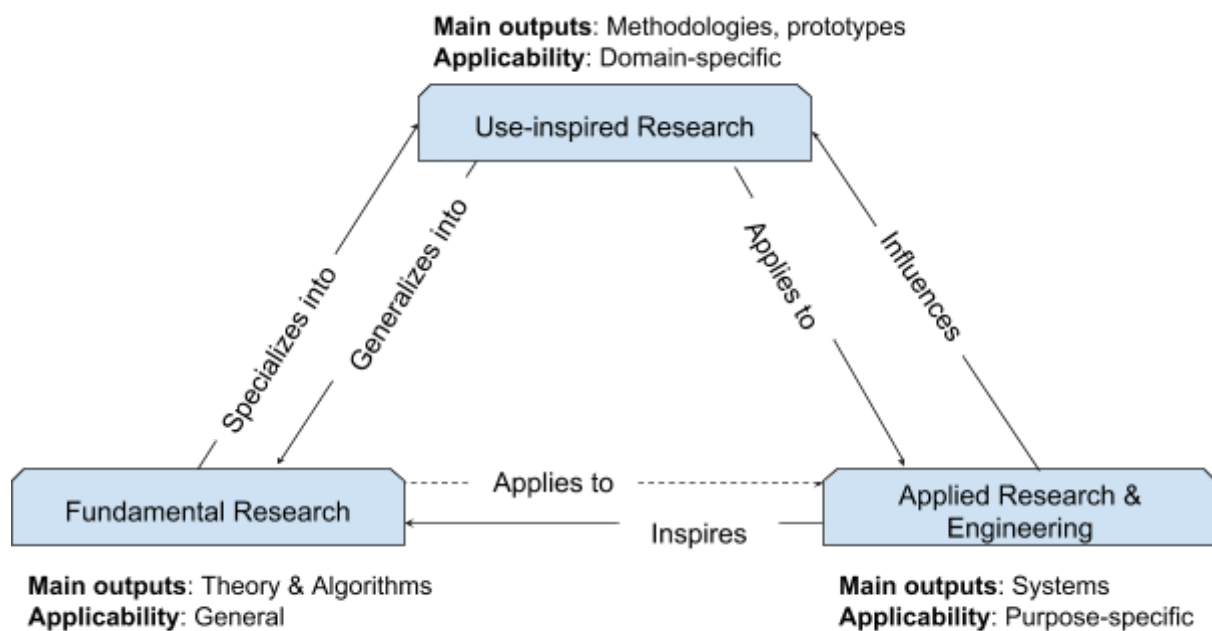 Main outputs: Methodologies, prototypes
Applicability: Domain-specific
Use-inspired Research
Specializes into
Generalizes into
Applies to
Influences
Fundamental Research
Applies to
Inspires
Applied Research &
Engineering
Main outputs: Theory & Algorithms
Applicability: General
Main outputs: Systems
Applicability: Purpose-specific